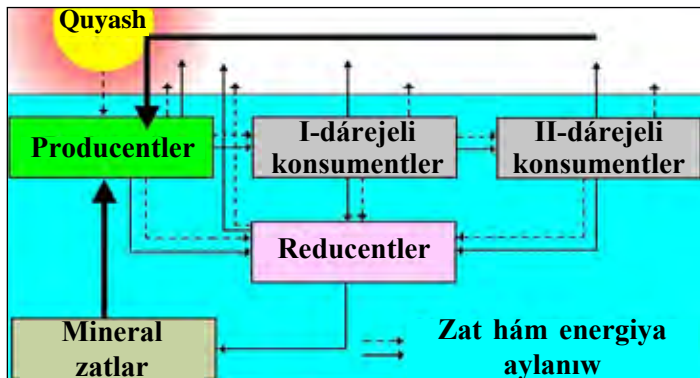 Quyash
Producentler
I-dárejeli
konsumentler
II-dárejeli
konsumentler
Reducentler
Mineral
zatlar
Zat hám energiya
aylanıw